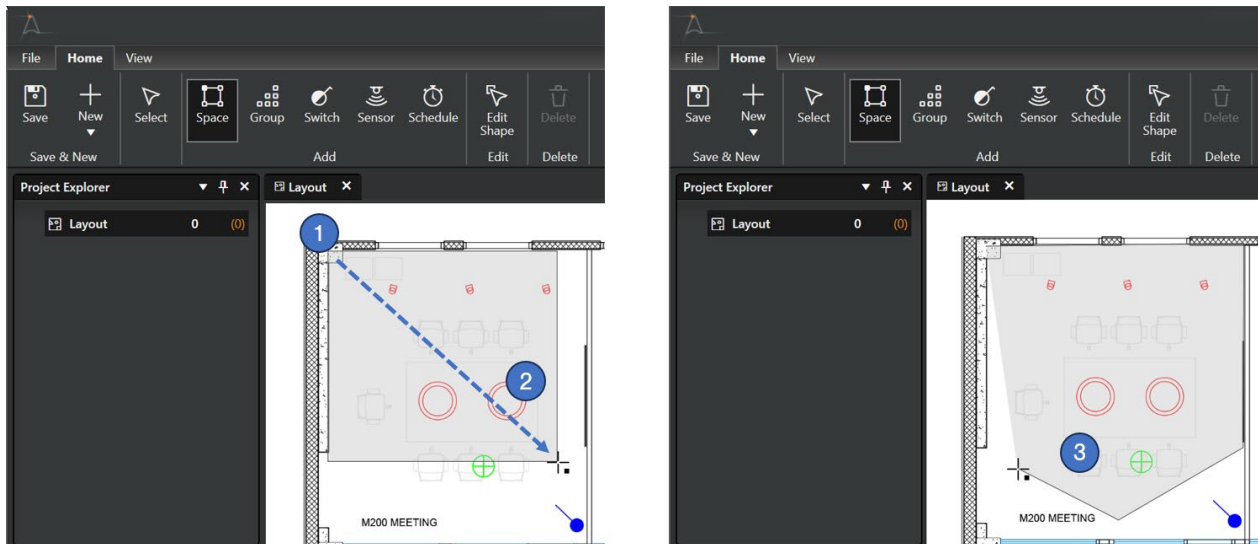 File Home View
Save New Select Space Group Switch Sensor Schedule Edit Shape Delete
Save & New Add Edit Delete
Project Explorer
Layout
Layout 0 (0)
1
2
M200 MEETING
File Home View
Save New Select Space Group Switch Sensor Schedule Edit Shape Delete
Save & New Add Edit Delete
Project Explorer
Layout
Layout 0 (0)
3
M200 MEETING